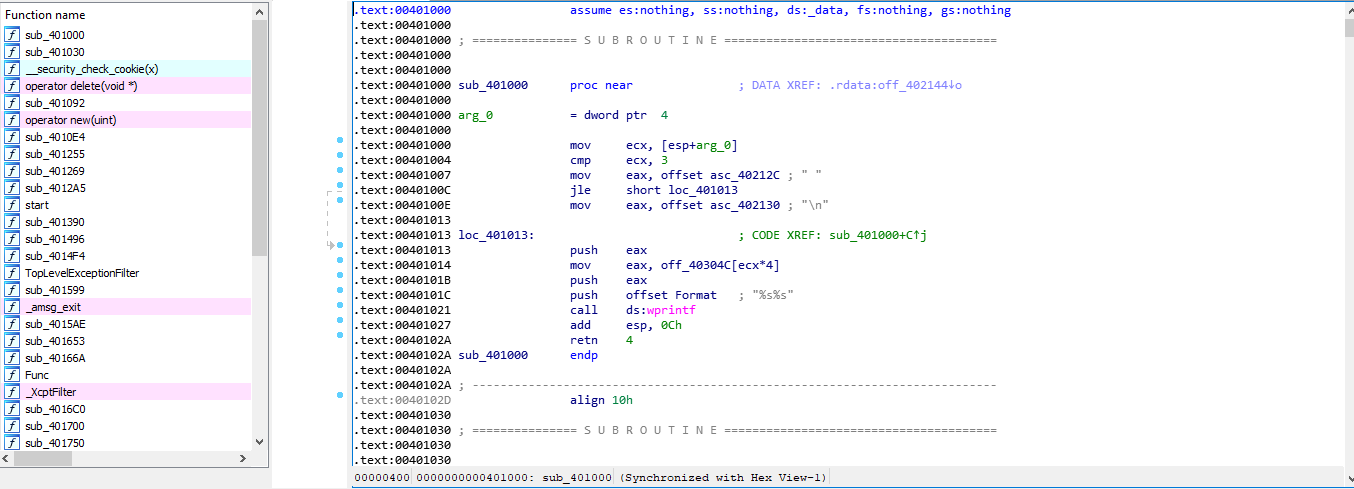 Function name
f sub_401000
f sub_401030
f __security_check_cookie(x)
f operator delete(void *)
f sub_401092
f operator new(uint)
f sub_4010E4
f sub_401255
f sub_401269
f sub_4012A5
f start
f sub_401390
f sub_401496
f sub_4014F4
f TopLevelExceptionFilter
f sub_401599
f _amsg_exit
f sub_4015AE
f sub_401653
f sub_40166A
f Func
f _XcptFilter
f sub_4016C0
f sub_401700
f sub_401750
.text:00401000 assume es:nothing, ss:nothing, ds:_data, fs:nothing, gs:nothing
.text:00401000
.text:00401000 ; =============== S U B R O U T I N E =======================================
.text:00401000
.text:00401000
.text:00401000 sub_401000 proc near ; DATA XREF: .rdata:off_402144↓o
.text:00401000
.text:00401000 arg_0 = dword ptr 4
.text:00401000
.text:00401000 mov ecx, [esp+arg_0]
.text:00401004 cmp ecx, 3
.text:00401007 mov eax, offset asc_40212C ; " "
.text:0040100C jle short loc_401013
.text:0040100E mov eax, offset asc_402130 ; "\n"
.text:00401013
.text:00401013 loc_401013: ; CODE XREF: sub_401000+C↑j
.text:00401013 push eax
.text:00401014 mov eax, off_40304C[ecx*4]
.text:0040101B push eax
.text:0040101C push offset Format ; "%s%s"
.text:00401021 call ds:wprintf
.text:00401027 add esp, 0Ch
.text:0040102A retn 4
.text:0040102A sub_401000 endp
.text:0040102A
.text:0040102A ; ---------------------------------------------------------------------------
.text:0040102D align 10h
.text:00401030
.text:00401030 ; =============== S U B R O U T I N E =======================================
.text:00401030
.text:00401030
00000400 0000000000401000: sub_401000 (Synchronized with Hex View-1)